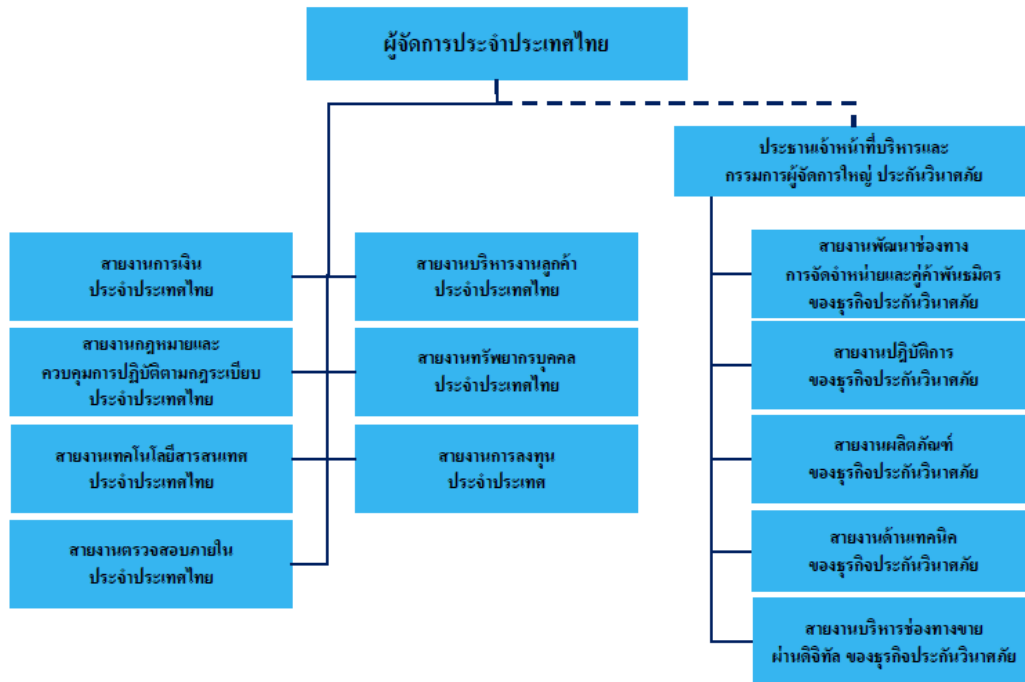 ผู้จัดการประจำประเทศไทย
ประธานเจ้าหน้าที่บริหารและ
กรรมการผู้จัดการใหญ่ ประกันวินาศภัย
สายงานการเงิน
ประจำประเทศไทย
สายงานบริหารงานลูกค้า
ประจำประเทศไทย
สายงานกฎหมายและ
ควบคุมการปฏิบัติตามกฎระเบียบ
ประจำประเทศไทย
สายงานทรัพยากรบุคคล
ประจำประเทศไทย
สายงานเทคโนโลยีสารสนเทศ
ประจำประเทศไทย
สายงานการลงทุน
ประจำประเทศ
สายงานตรวจสอบภายใน
ประจำประเทศไทย
สายงานพัฒนาช่องทาง
การจัดจำหน่ายและคู่ค้าพันธมิตร
ของธุรกิจประกันวินาศภัย
สายงานปฏิบัติการ
ของธุรกิจประกันวินาศภัย
สายงานผลิตภัณฑ์
ของธุรกิจประกันวินาศภัย
สายงานด้านเทคนิค
ของธุรกิจประกันวินาศภัย
สายงานบริหารช่องทางขาย
ผ่านดิจิทัล ของธุรกิจประกันวินาศภัย